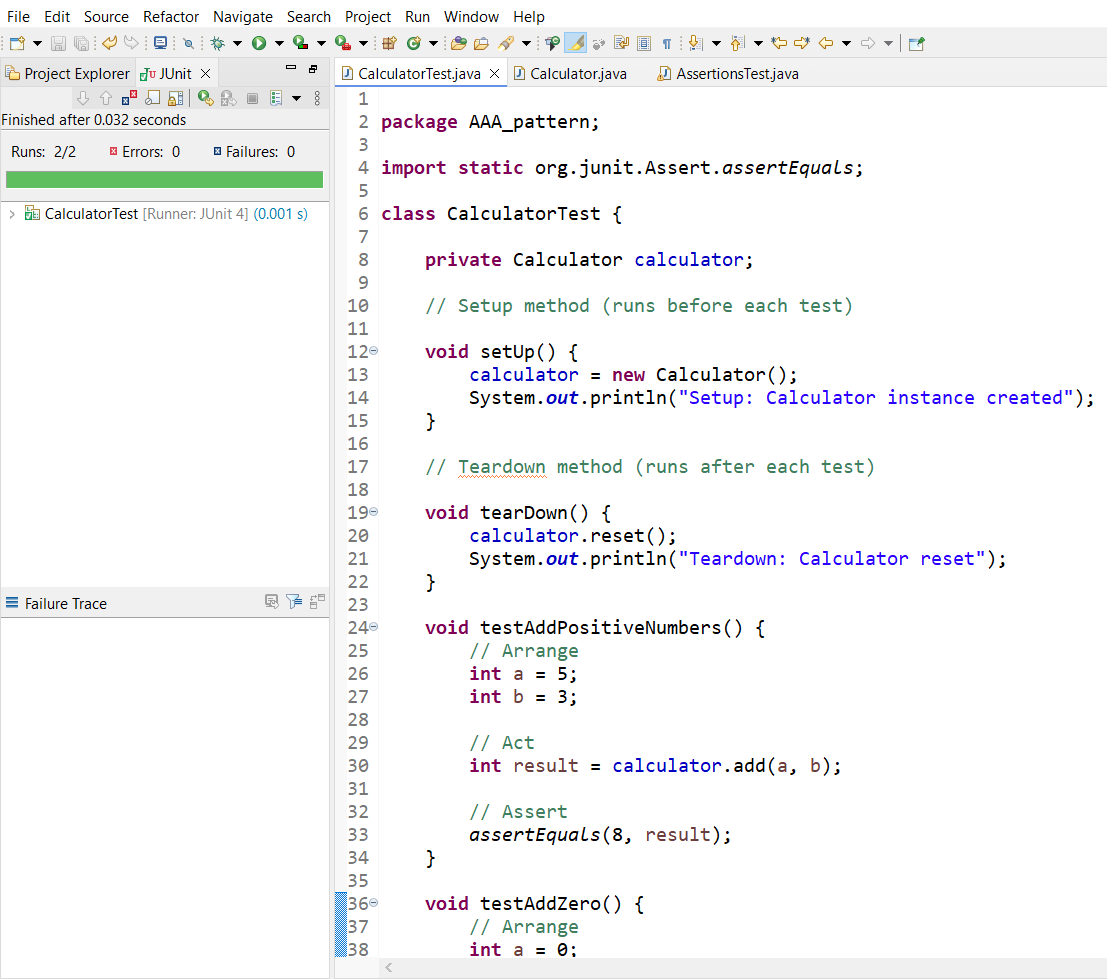 File Edit Source Refactor Navigate Search Project Run Window Help
Project Explorer JUnit
Finished after 0.032 seconds
Runs: 2/2 Errors: 0 Failures: 0
CalculatorTest [Runner: JUnit 4] (0.001 s)
Failure Trace
CalculatorTest.java Calculator.java AssertionsTest.java
1
2 package AAA_pattern;
3
4 import static org.junit.Assert.assertEquals;
5
6 class CalculatorTest {
7
8 private Calculator calculator;
9
10 // Setup method (runs before each test)
11
12 void setUp() {
13 calculator = new Calculator();
14 System.out.println("Setup: Calculator instance created");
15 }
16
17 // Teardown method (runs after each test)
18
19 void tearDown() {
20 calculator.reset();
21 System.out.println("Teardown: Calculator reset");
22 }
23
24 void testAddPositiveNumbers() {
25 // Arrange
26 int a = 5;
27 int b = 3;
28
29 // Act
30 int result = calculator.add(a, b);
31
32 // Assert
33 assertEquals(8, result);
34 }
35
36 void testAddZero() {
37 // Arrange
38 int a = 0;